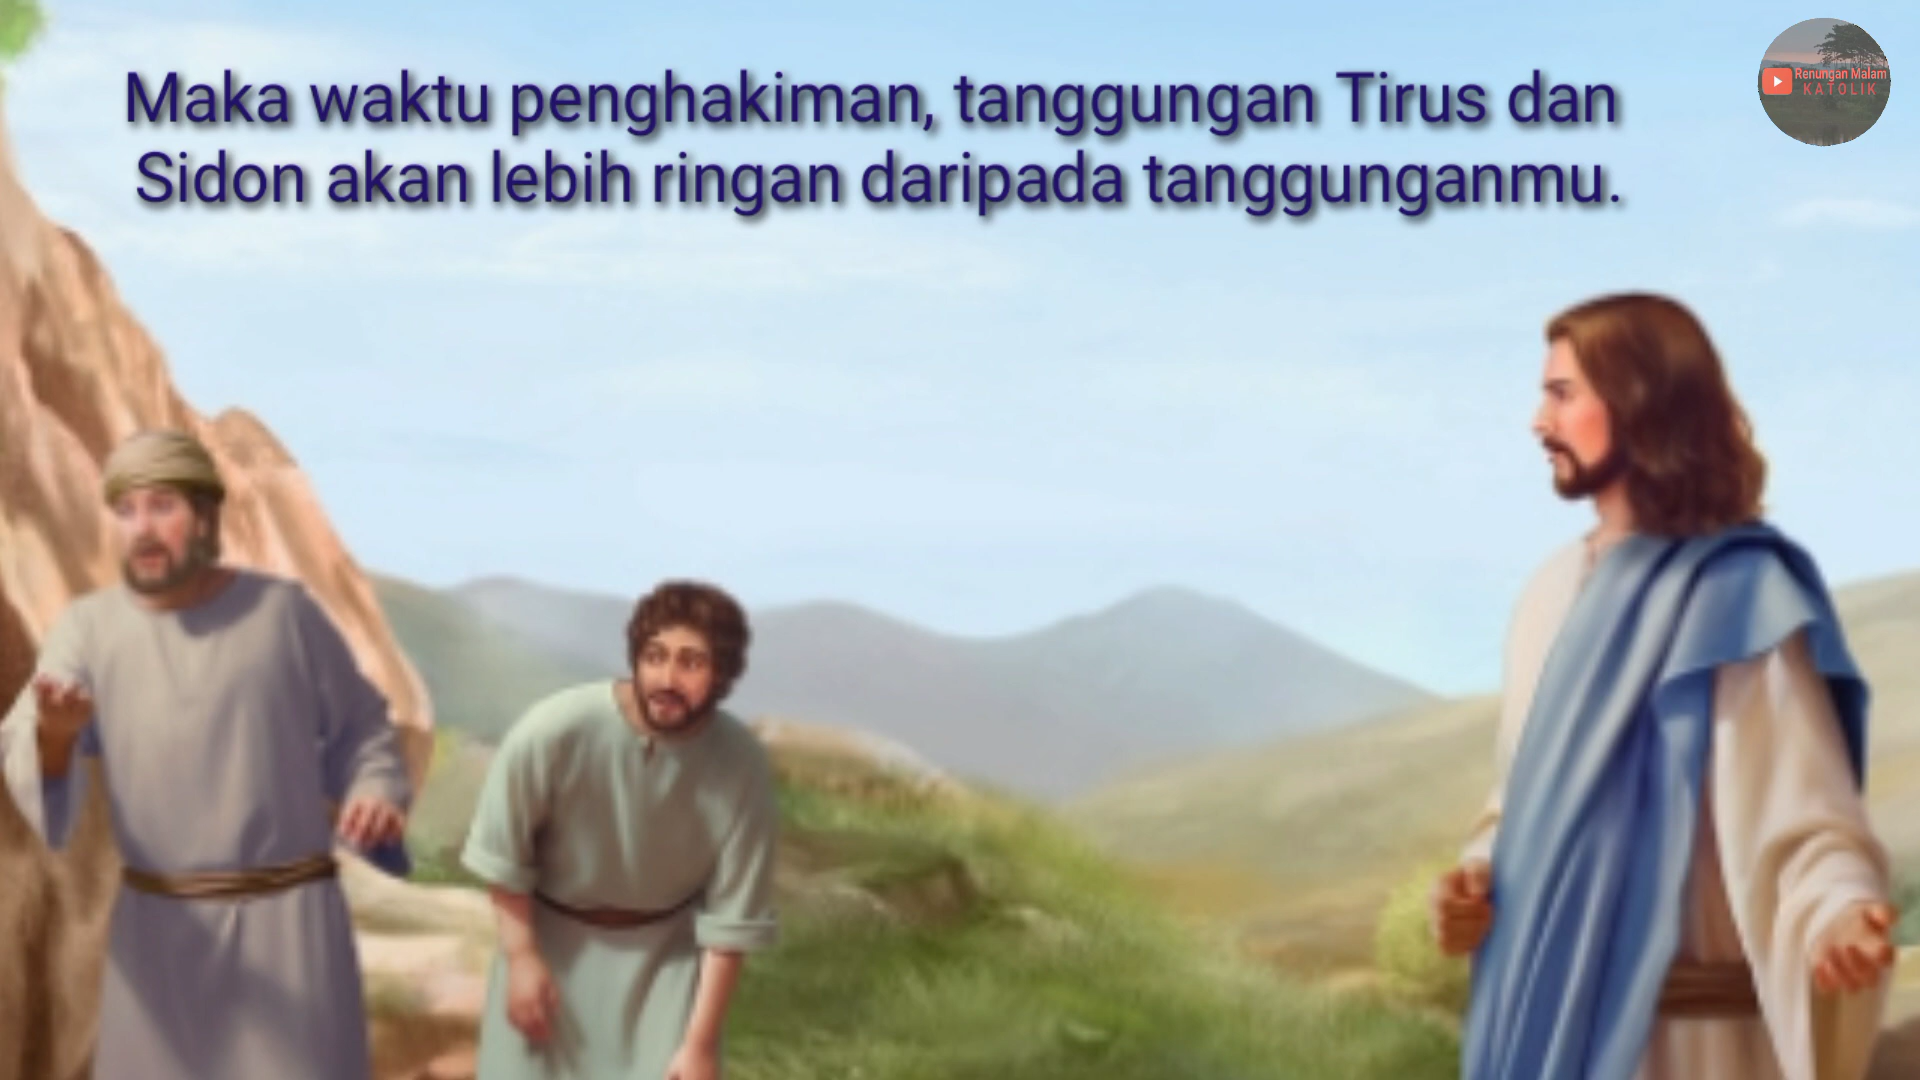 Maka waktu penghakiman, tanggungan Tirus dan
Sidon akan lebih ringan daripada tanggunganmu.
Renungan Malam
KATOLIK